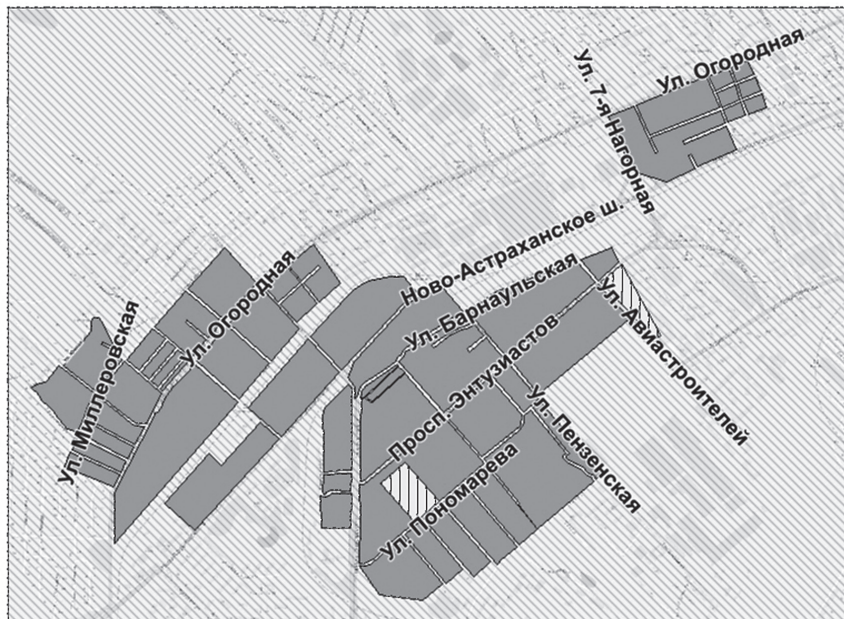 Ул. Огородная
Ул. 7-я Нагорная
Ново-Астраханское ш.
Ул. Огородная
Ул. Барнаульская
Ул. Авиастроителей
Ул. Миллеровская
Просп. Энтузиастов
Ул. Пензенская
Ул. Пономарева